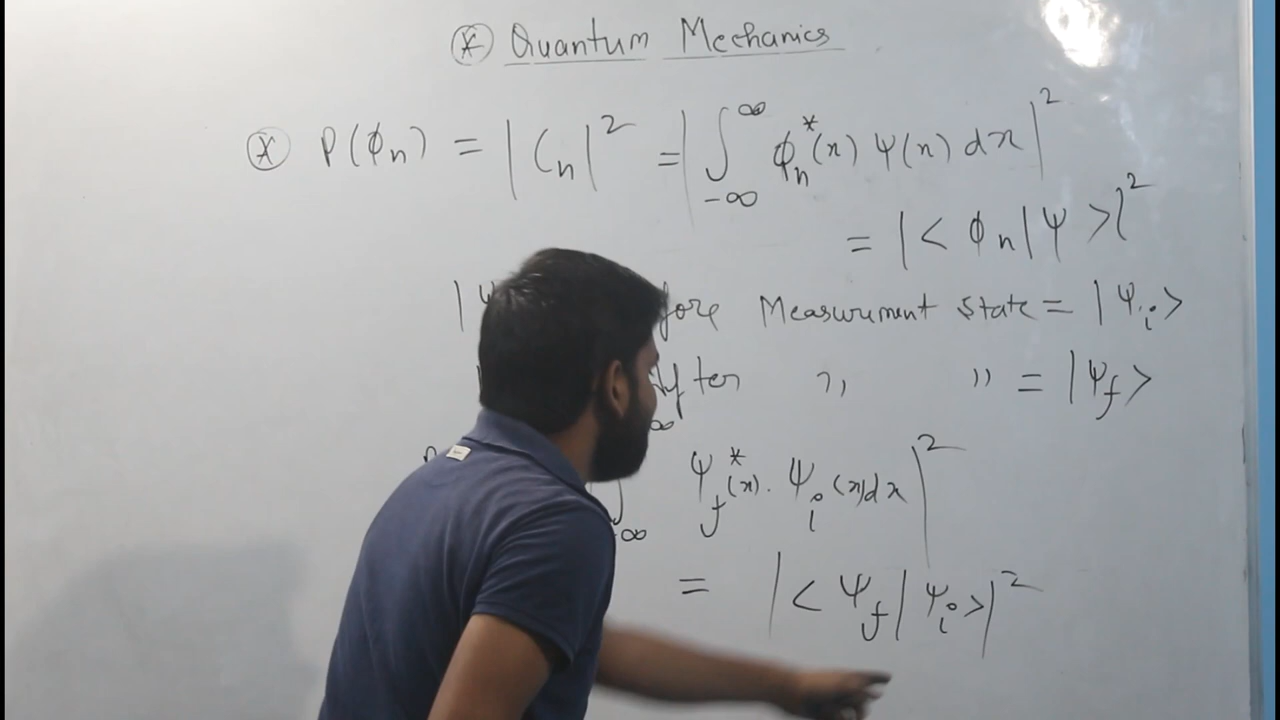 ⊛ Quantum Mechanics
⊛ P(ϕn) = |Cn|² = |∫_{-∞}^{∞} ϕn*(x) ψ(x) dx|²
= |<ϕn|ψ>|²
|ψ Measurement state = |ψi>
,, ,, = |ψf>
∫ ψf*(x). ψi(x)dx|²
= |<ψf|ψi>|²